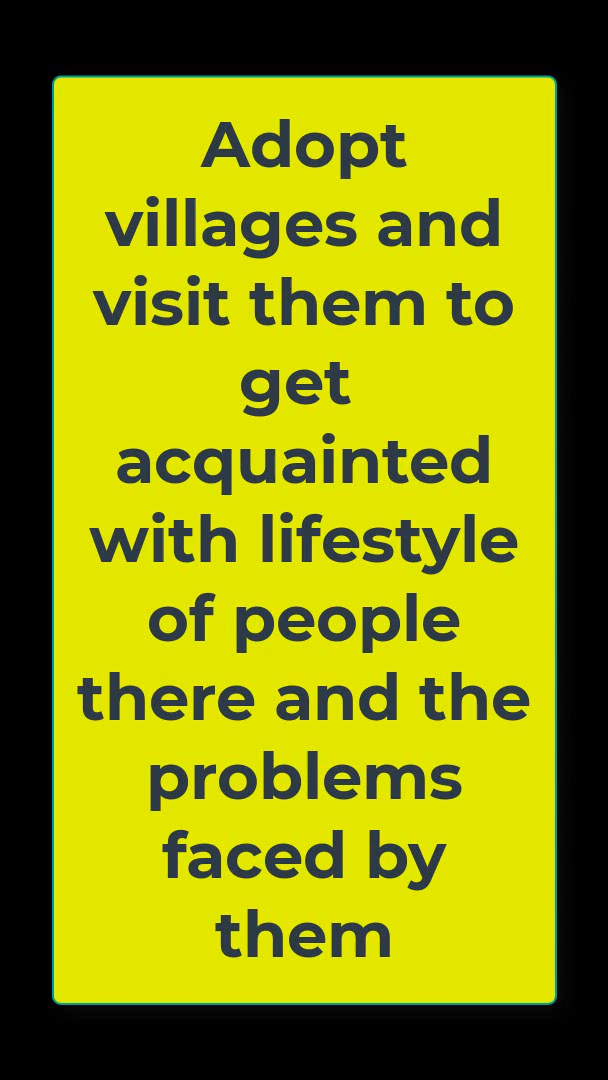 Adopt
villages and
visit them to
get
acquainted
with lifestyle
of people
there and the
problems
faced by
them